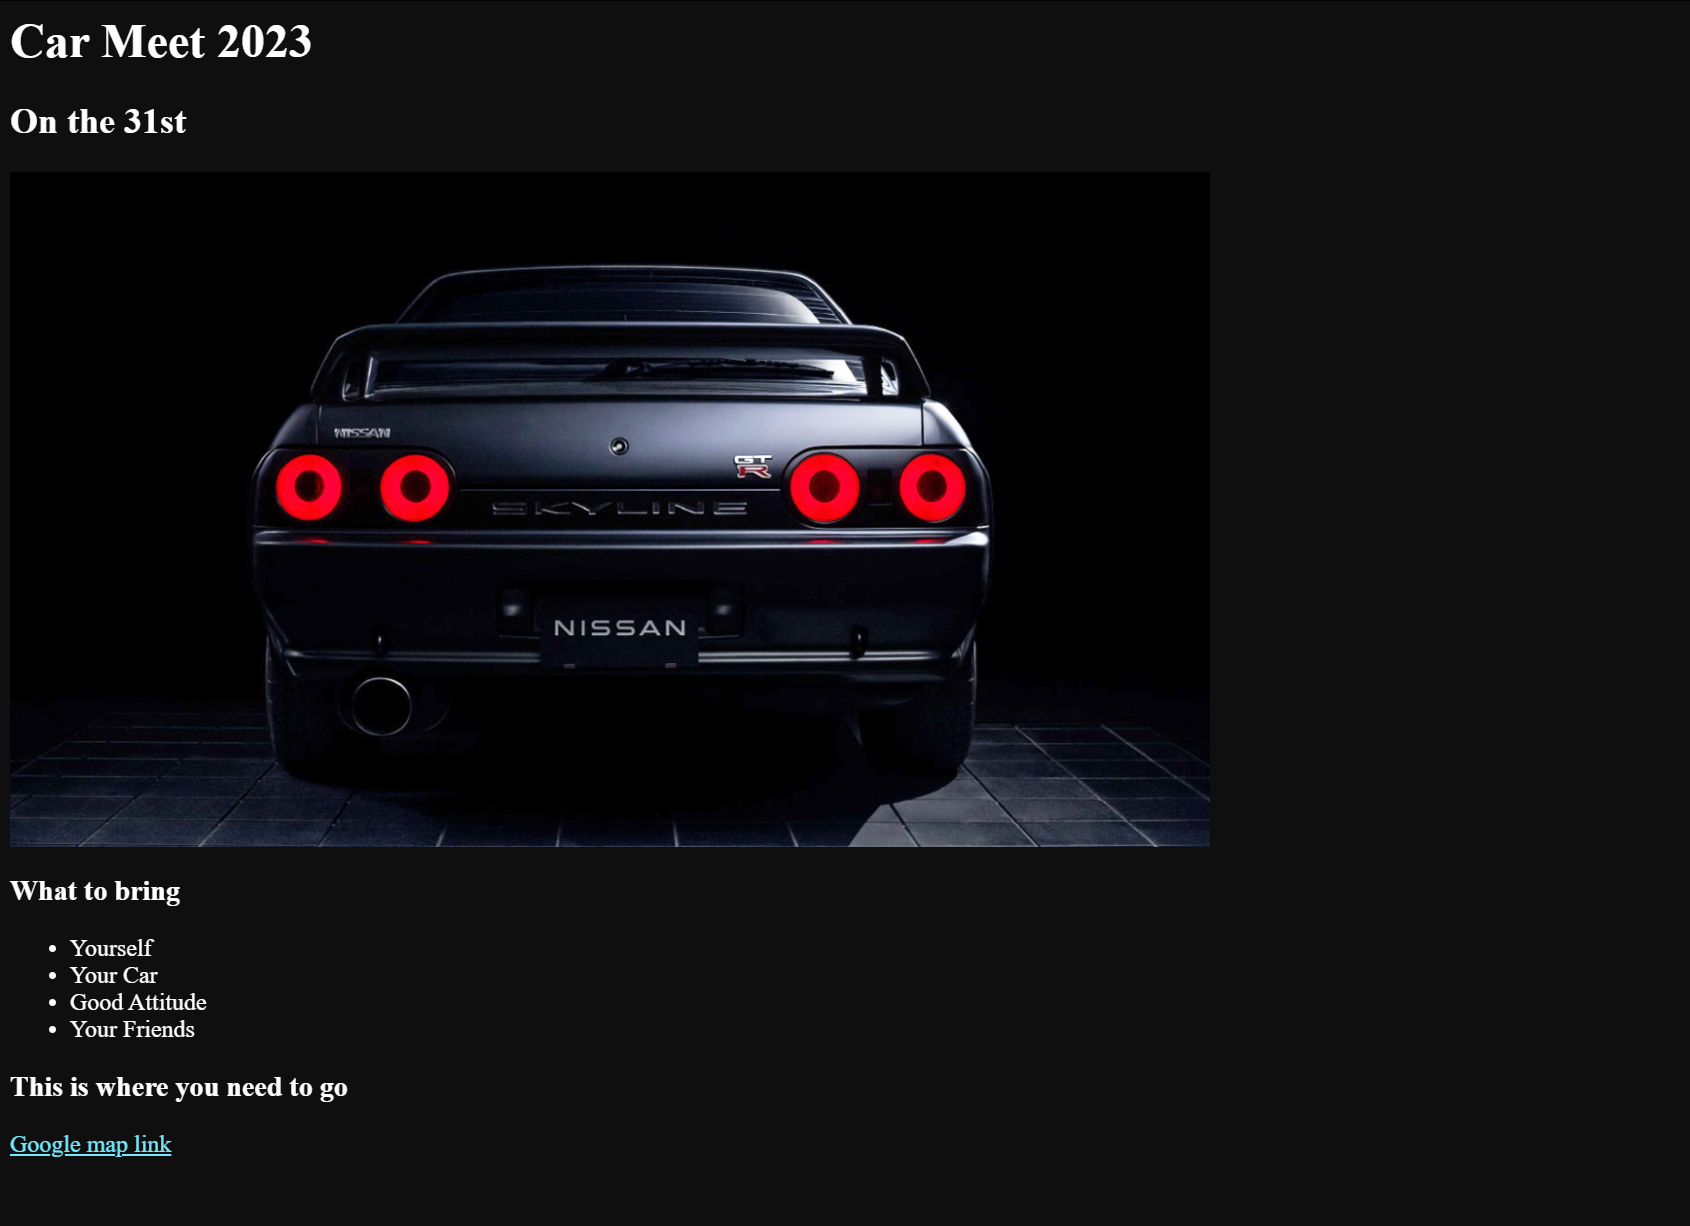 Car Meet 2023
On the 31st
NISSAN
GT
R
SKYLINE
NISSAN
What to bring
Yourself
Your Car
Good Attitude
Your Friends
This is where you need to go
Google map link